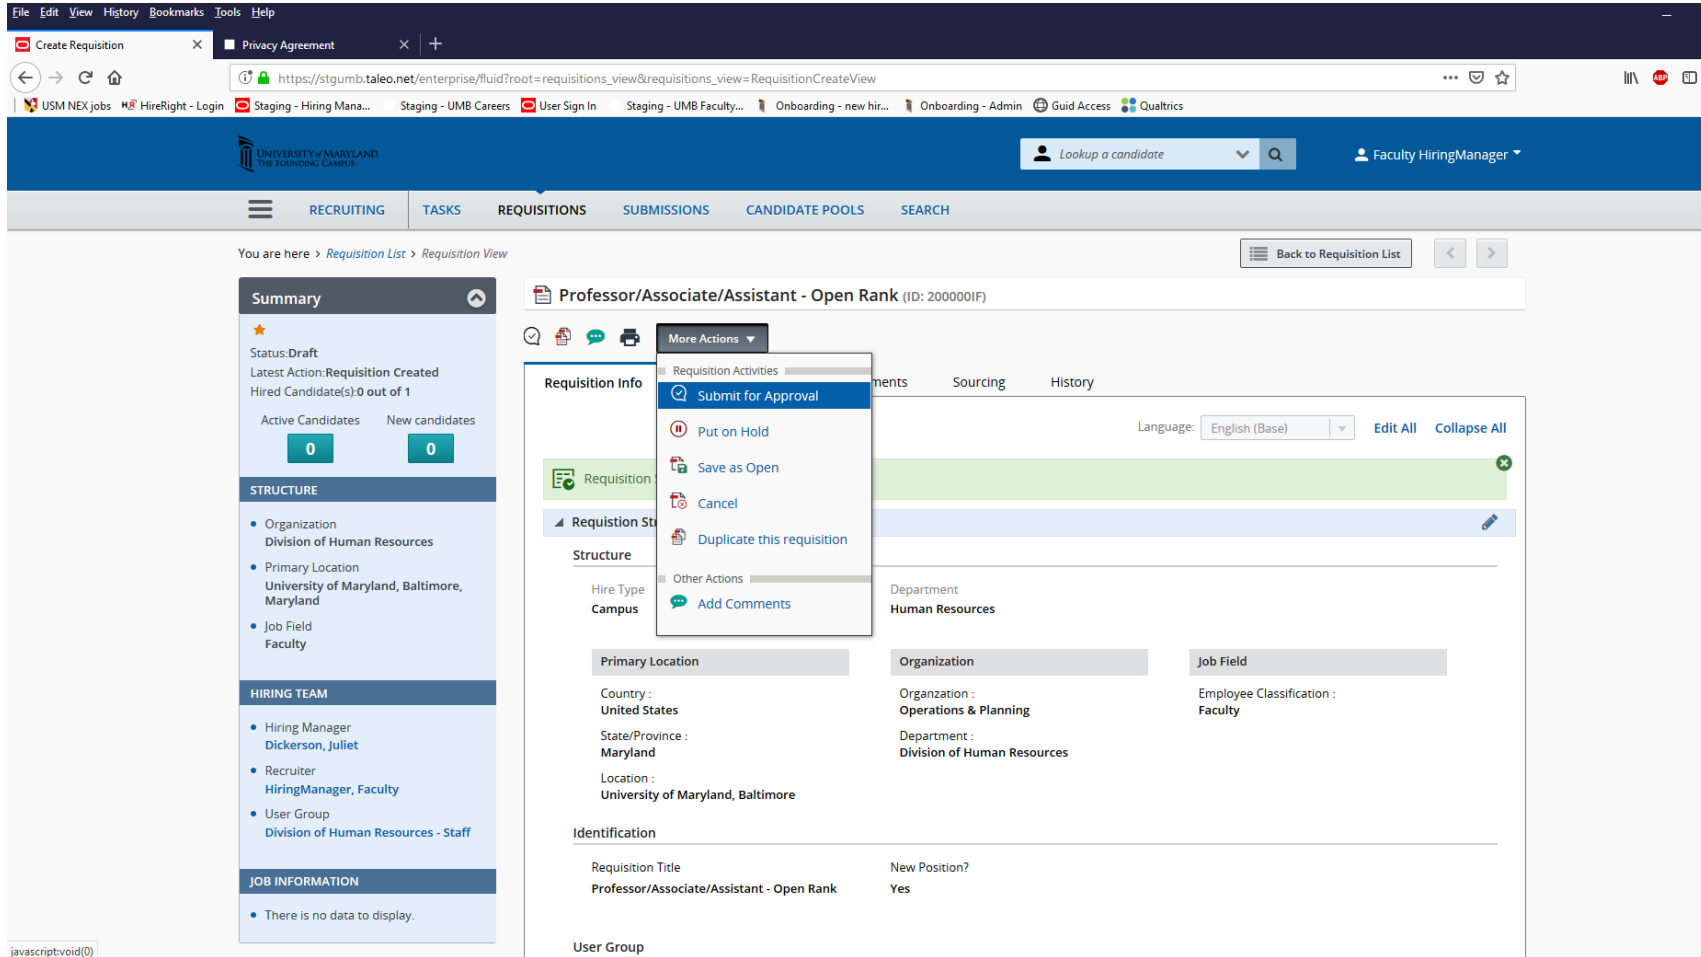 File Edit View History Bookmarks Tools Help
Create Requisition
Privacy Agreement
https://stgumb.taleo.net/enterprise/fluid?root=requisitions_view&requisitions_view=RequisitionCreateView
ABP
USM NEX jobs HireRight - Login Staging - Hiring Mana... Staging - UMB Careers User Sign In Staging - UMB Faculty... Onboarding - new hir... Onboarding - Admin Guid Access Qualtrics
UNIVERSITY of MARYLAND
THE FOUNDING CAMPUS
Lookup a candidate
Faculty HiringManager
RECRUITING TASKS REQUISITIONS SUBMISSIONS CANDIDATE POOLS SEARCH
You are here > Requisition List > Requisition View
Back to Requisition List
Summary
Status:Draft
Latest Action:Requisition Created
Hired Candidate(s):0 out of 1
Active Candidates New candidates
0 0
STRUCTURE
Organization
Division of Human Resources
Primary Location
University of Maryland, Baltimore,
Maryland
Job Field
Faculty
HIRING TEAM
Hiring Manager
Dickerson, Juliet
Recruiter
HiringManager, Faculty
User Group
Division of Human Resources - Staff
JOB INFORMATION
There is no data to display.
Professor/Associate/Assistant - Open Rank (ID: 200000IF)
More Actions
Requisition Activities
Submit for Approval
Put on Hold
Save as Open
Cancel
Duplicate this requisition
Other Actions
Add Comments
Requisition Info ments Sourcing History
Language: English (Base) Edit All Collapse All
Requisition
Requistion Str
Structure
Hire Type
Campus
Department
Human Resources
Primary Location
Country :
United States
State/Province :
Maryland
Location :
University of Maryland, Baltimore
Organization
Organzation :
Operations & Planning
Department :
Division of Human Resources
Job Field
Employee Classification :
Faculty
Identification
Requisition Title
Professor/Associate/Assistant - Open Rank
New Position?
Yes
User Group
javascript:void(0)